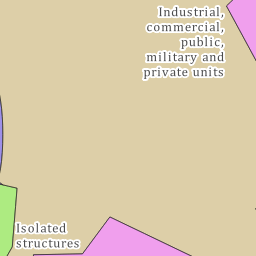 Industrial,
commercial,
public,
military and
private units
Isolated
structures